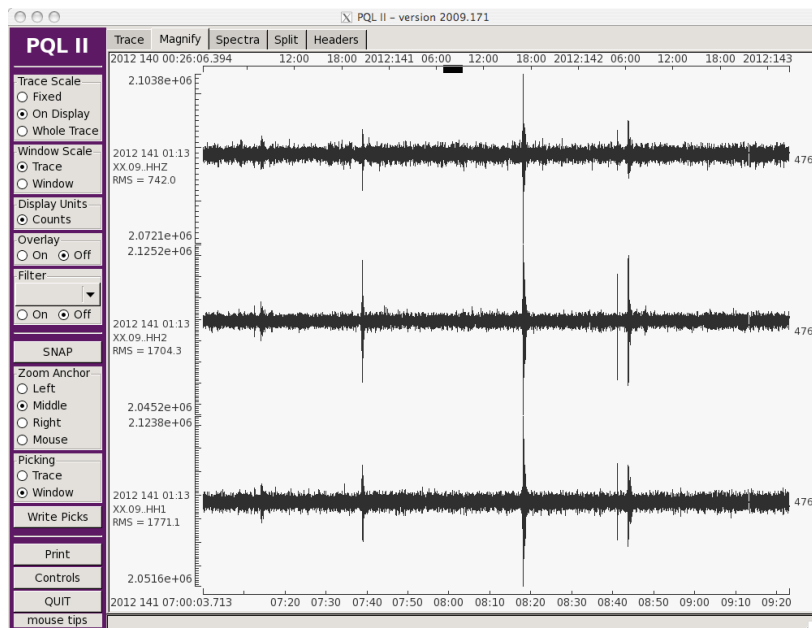 PQL II - version 2009.171
PQL II
Trace Magnify Spectra Split Headers
2012 140 00:26:06.394 12:00 18:00 2012:141 06:00 12:00 18:00 2012:142 06:00 12:00 18:00 2012:143
Trace Scale
Fixed
On Display
Whole Trace
Window Scale
Trace
Window
Display Units
Counts
Overlay
On Off
Filter
On Off
SNAP
Zoom Anchor
Left
Middle
Right
Mouse
Picking
Trace
Window
Write Picks
Print
Controls
QUIT
mouse tips
2.1038e+06
2012 141 01:13
XX.09..HHZ
RMS = 742.0
476
2.0721e+06
2.1252e+06
2012 141 01:13
XX.09..HH2
RMS = 1704.3
476
2.0452e+06
2.1238e+06
2012 141 01:13
XX.09..HH1
RMS = 1771.1
476
2.0516e+06
2012 141 07:00:03.713 07:20 07:30 07:40 07:50 08:00 08:10 08:20 08:30 08:40 08:50 09:00 09:10 09:20